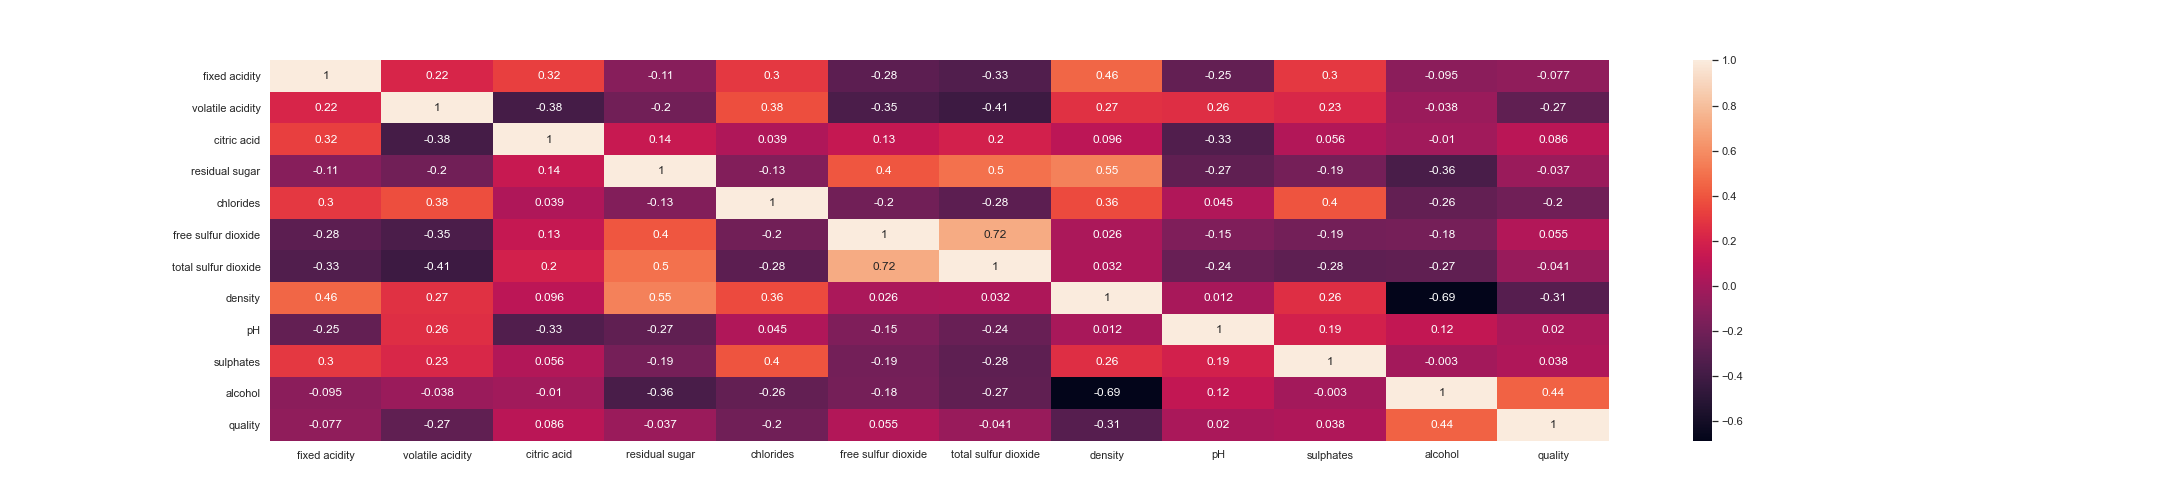 fixed acidity 1 0.22 0.32 -0.11 0.3 -0.28 -0.33 0.46 -0.25 0.3 -0.095 -0.077
volatile acidity 0.22 1 -0.38 -0.2 0.38 -0.35 -0.41 0.27 0.26 0.23 -0.038 -0.27
citric acid 0.32 -0.38 1 0.14 0.039 0.13 0.2 0.096 -0.33 0.056 -0.01 0.086
residual sugar -0.11 -0.2 0.14 1 -0.13 0.4 0.5 0.55 -0.27 -0.19 -0.36 -0.037
chlorides 0.3 0.38 0.039 -0.13 1 -0.2 -0.28 0.36 0.045 0.4 -0.26 -0.2
free sulfur dioxide -0.28 -0.35 0.13 0.4 -0.2 1 0.72 0.026 -0.15 -0.19 -0.18 0.055
total sulfur dioxide -0.33 -0.41 0.2 0.5 -0.28 0.72 1 0.032 -0.24 -0.28 -0.27 -0.041
density 0.46 0.27 0.096 0.55 0.36 0.026 0.032 1 0.012 0.26 -0.69 -0.31
pH -0.25 0.26 -0.33 -0.27 0.045 -0.15 -0.24 0.012 1 0.19 0.12 0.02
sulphates 0.3 0.23 0.056 -0.19 0.4 -0.19 -0.28 0.26 0.19 1 -0.003 0.038
alcohol -0.095 -0.038 -0.01 -0.36 -0.26 -0.18 -0.27 -0.69 0.12 -0.003 1 0.44
quality -0.077 -0.27 0.086 -0.037 -0.2 0.055 -0.041 -0.31 0.02 0.038 0.44 1
fixed acidity volatile acidity citric acid residual sugar chlorides free sulfur dioxide total sulfur dioxide density pH sulphates alcohol quality
1.0
0.8
0.6
0.4
0.2
0.0
−0.2
−0.4
−0.6